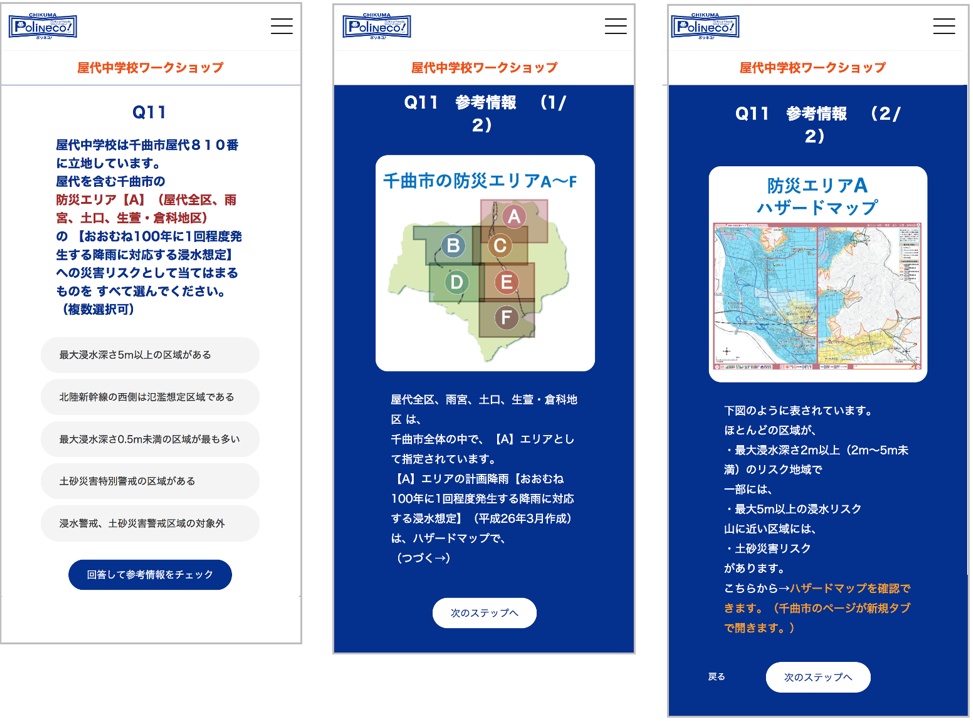 CHIKUMA
Polineco!
ポリネコ!
屋代中学校ワークショップ
Q11
屋代中学校は千曲市屋代810番
に立地しています。
屋代を含む千曲市の
防災エリア【A】（屋代全区、雨
宮、土口、生萱・倉科地区）
の 【おおむね100年に1回程度発
生する降雨に対応する浸水想定】
への災害リスクとして当てはまる
ものを すべて選んでください。
（複数選択可）
最大浸水深さ5m以上の区域がある
北陸新幹線の西側は氾濫想定区域である
最大浸水深さ0.5m未満の区域が最も多い
土砂災害特別警戒の区域がある
浸水警戒、土砂災害警戒区域の対象外
回答して参考情報をチェック
CHIKUMA
Polineco!
ポリネコ!
屋代中学校ワークショップ
Q11 参考情報 （1/
2）
千曲市の防災エリアA〜F
A
B
C
D
E
F
屋代全区、雨宮、土口、生萱・倉科地
区 は、
千曲市全体の中で、【A】エリアとし
て指定されています。
【A】エリアの計画降雨【おおむね
100年に1回程度発生する降雨に対応
する浸水想定】（平成26年3月作成）
は、ハザードマップで、
（つづく→）
次のステップへ
CHIKUMA
Polineco!
ポリネコ!
屋代中学校ワークショップ
Q11 参考情報 （2/
2）
防災エリアA
ハザードマップ
下図のように表されています。
ほとんどの区域が、
・最大浸水深さ2m以上（2m〜5m未
満）のリスク地域で
一部には、
・最大5m以上の浸水リスク
山に近い区域には、
・土砂災害リスク
があります。
こちらから→ハザードマップを確認で
きます。（千曲市のページが新規タブ
で開きます。）
戻る
次のステップへ